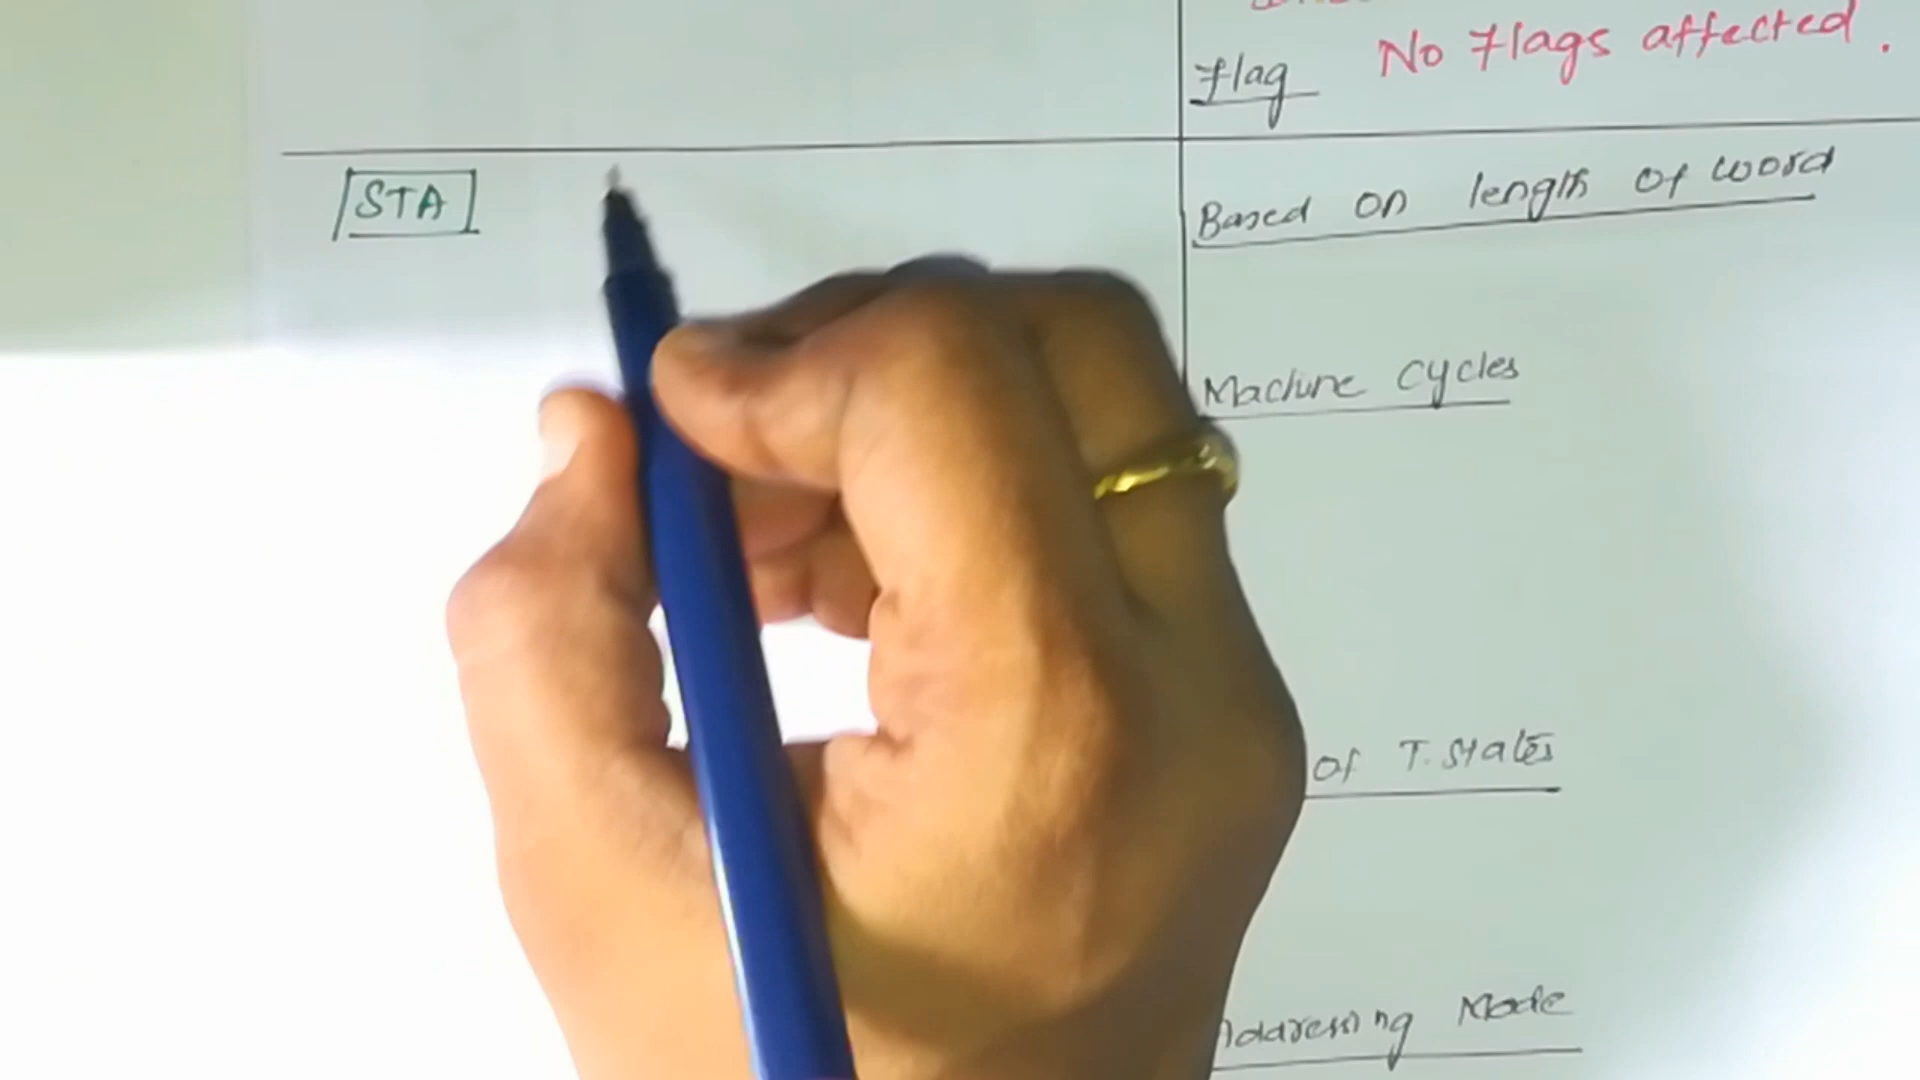 Flag No Flags affected.
STA
Based on length of word
Machine cycles
of T. states
Addressing Mode